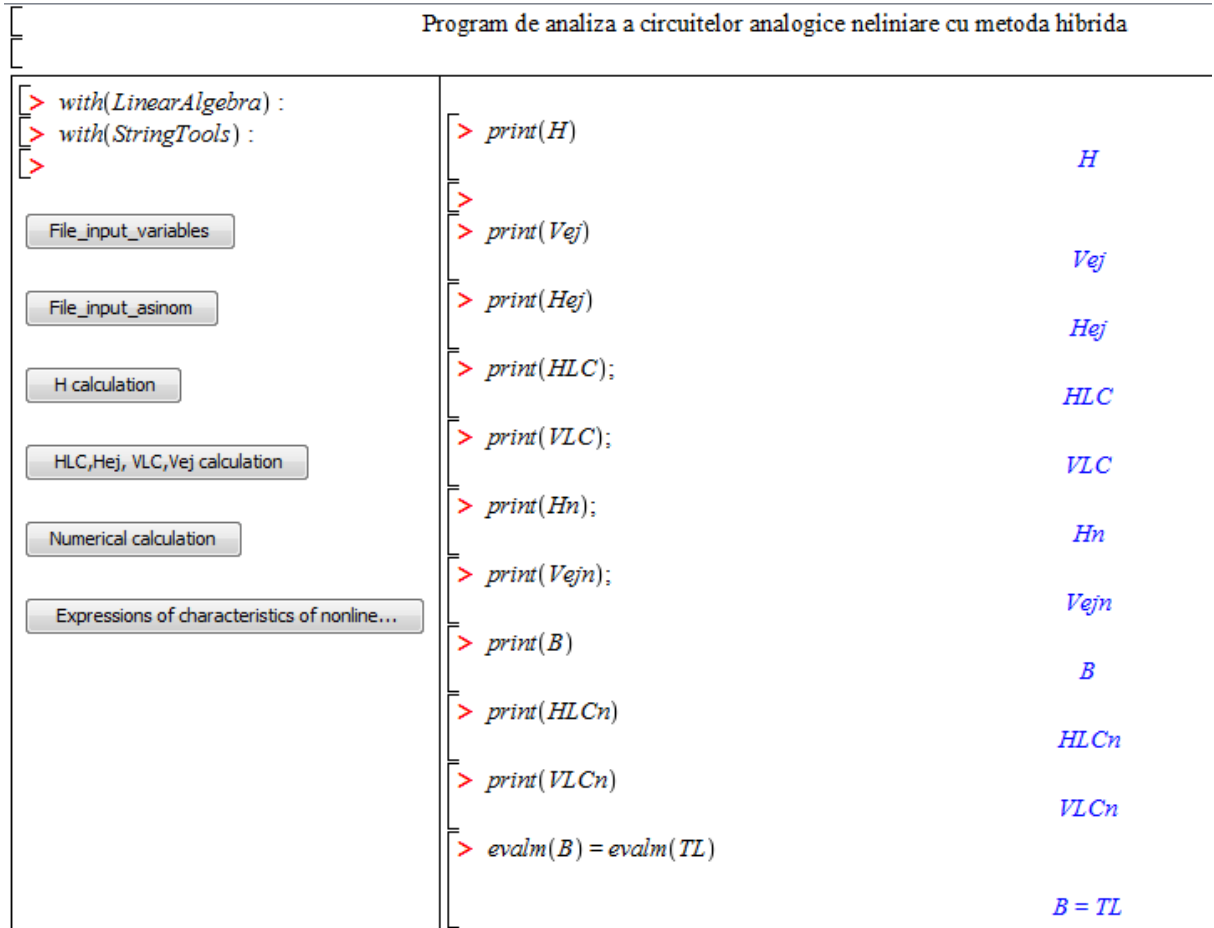 Program de analiza a circuitelor analogice neliniare cu metoda hibrida
> with(LinearAlgebra) :
> with(StringTools) :
>
File_input_variables
File_input_asinom
H calculation
HLC,Hej, VLC,Vej calculation
Numerical calculation
Expressions of characteristics of nonline...
> print(H)
H
>
> print(Vej)
Vej
> print(Hej)
Hej
> print(HLC);
HLC
> print(VLC);
VLC
> print(Hn);
Hn
> print(Vejn);
Vejn
> print(B)
B
> print(HLCn)
HLCn
> print(VLCn)
VLCn
> evalm(B) = evalm(TL)
B = TL